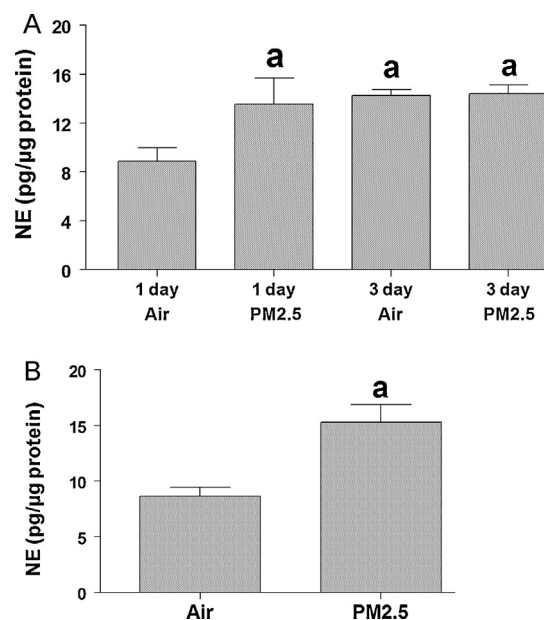 A
20
16
12
8
4
0
NE (pg/µg protein)
a
a
a
1 day
Air
1 day
PM2.5
3 day
Air
3 day
PM2.5
B
20
15
10
5
0
NE (pg/µg protein)
a
Air
PM2.5